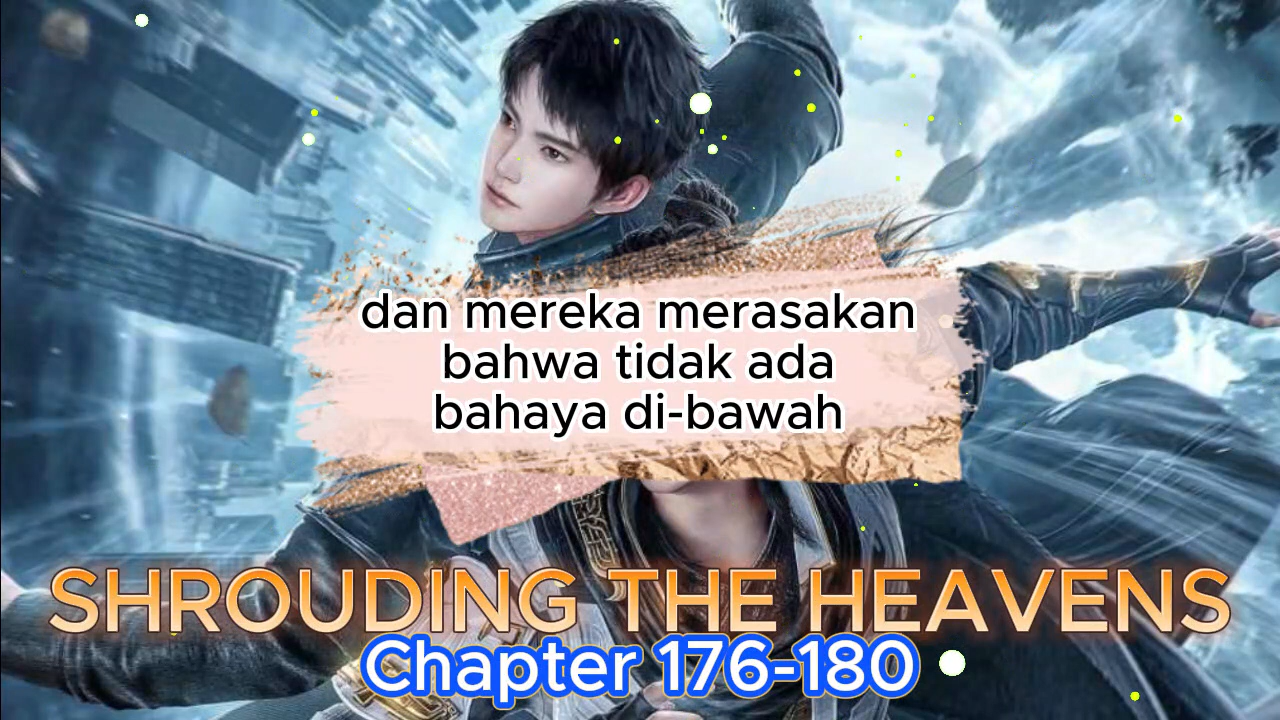 dan mereka merasakan
bahwa tidak ada
bahaya di-bawah
SHROUDING THE HEAVENS
Chapter 176-180